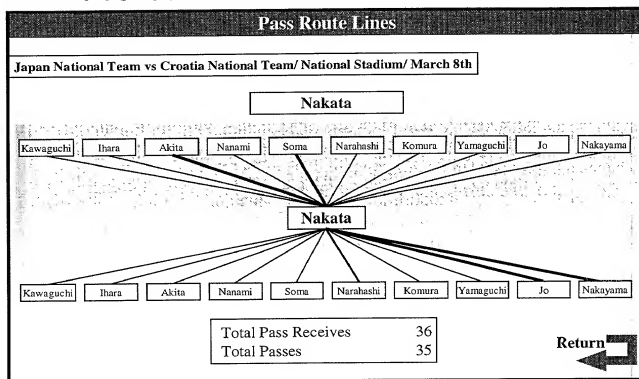 Pass Route Lines
Japan National Team vs Croatia National Team/ National Stadium/ March 8th
Nakata
Kawaguchi Ihara Akita Nanami Soma Narahashi Komura Yamaguchi Jo Nakayama
Nakata
Kawaguchi Ihara Akita Nanami Soma Narahashi Komura Yamaguchi Jo Nakayama
Total Pass Receives 36
Total Passes 35
Return